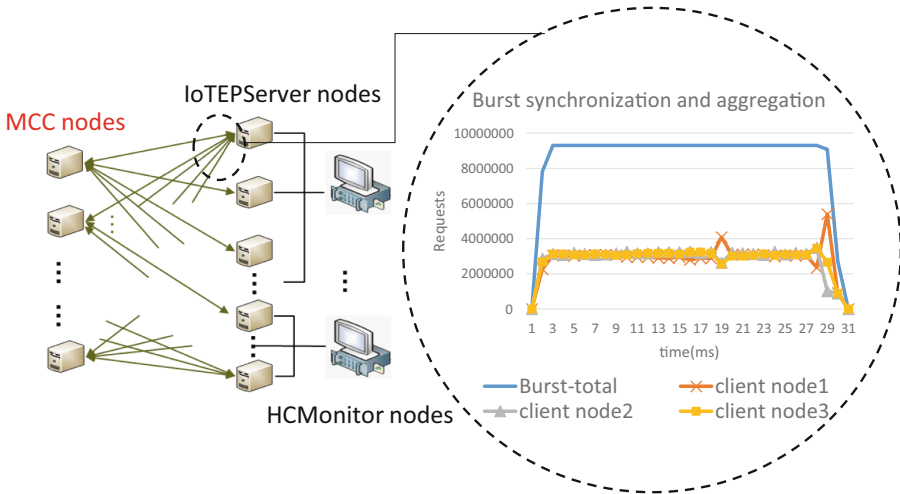 IoTEPServer nodes
MCC nodes
HCMonitor nodes
Burst synchronization and aggregation
10000000
8000000
6000000
4000000
2000000
0
Requests
1 3 5 7 9 11 13 15 17 19 21 23 25 27 29 31
time(ms)
Burst-total
client node1
client node2
client node3